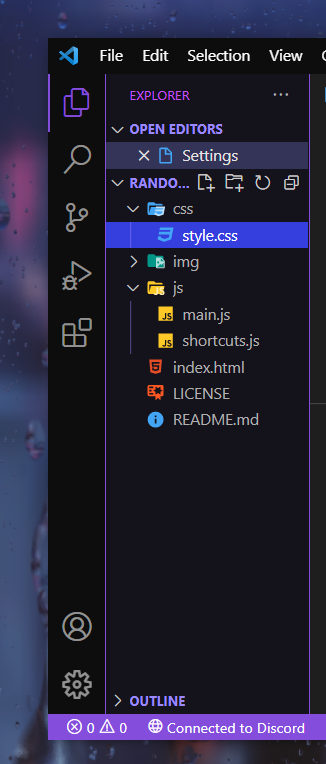 File Edit Selection View
EXPLORER ...
OPEN EDITORS
Settings
RANDO...
css
style.css
img
js
JS main.js
JS shortcuts.js
index.html
LICENSE
README.md
OUTLINE
0 0 Connected to Discord